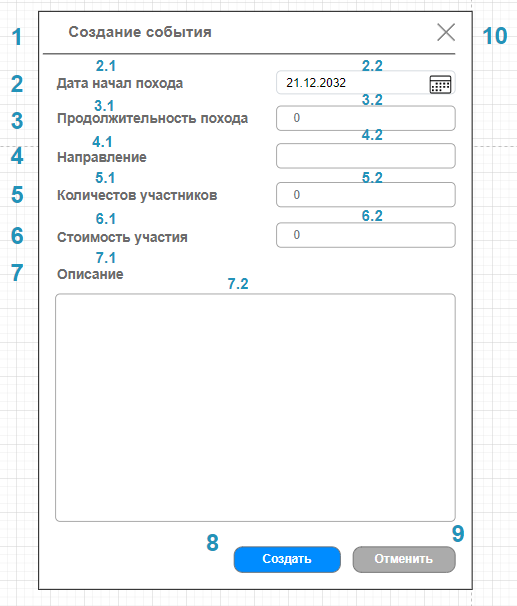 1 Создание события 10
2.1 2.2
2 Дата начал похода 21.12.2032
3.1 3.2
3 Продолжительность похода 0
4.1 4.2
4 Направление
5.1 5.2
5 Количестов участников 0
6.1 6.2
6 Стоимость участия 0
7.1
7 Описание
7.2
8 9
Создать Отменить